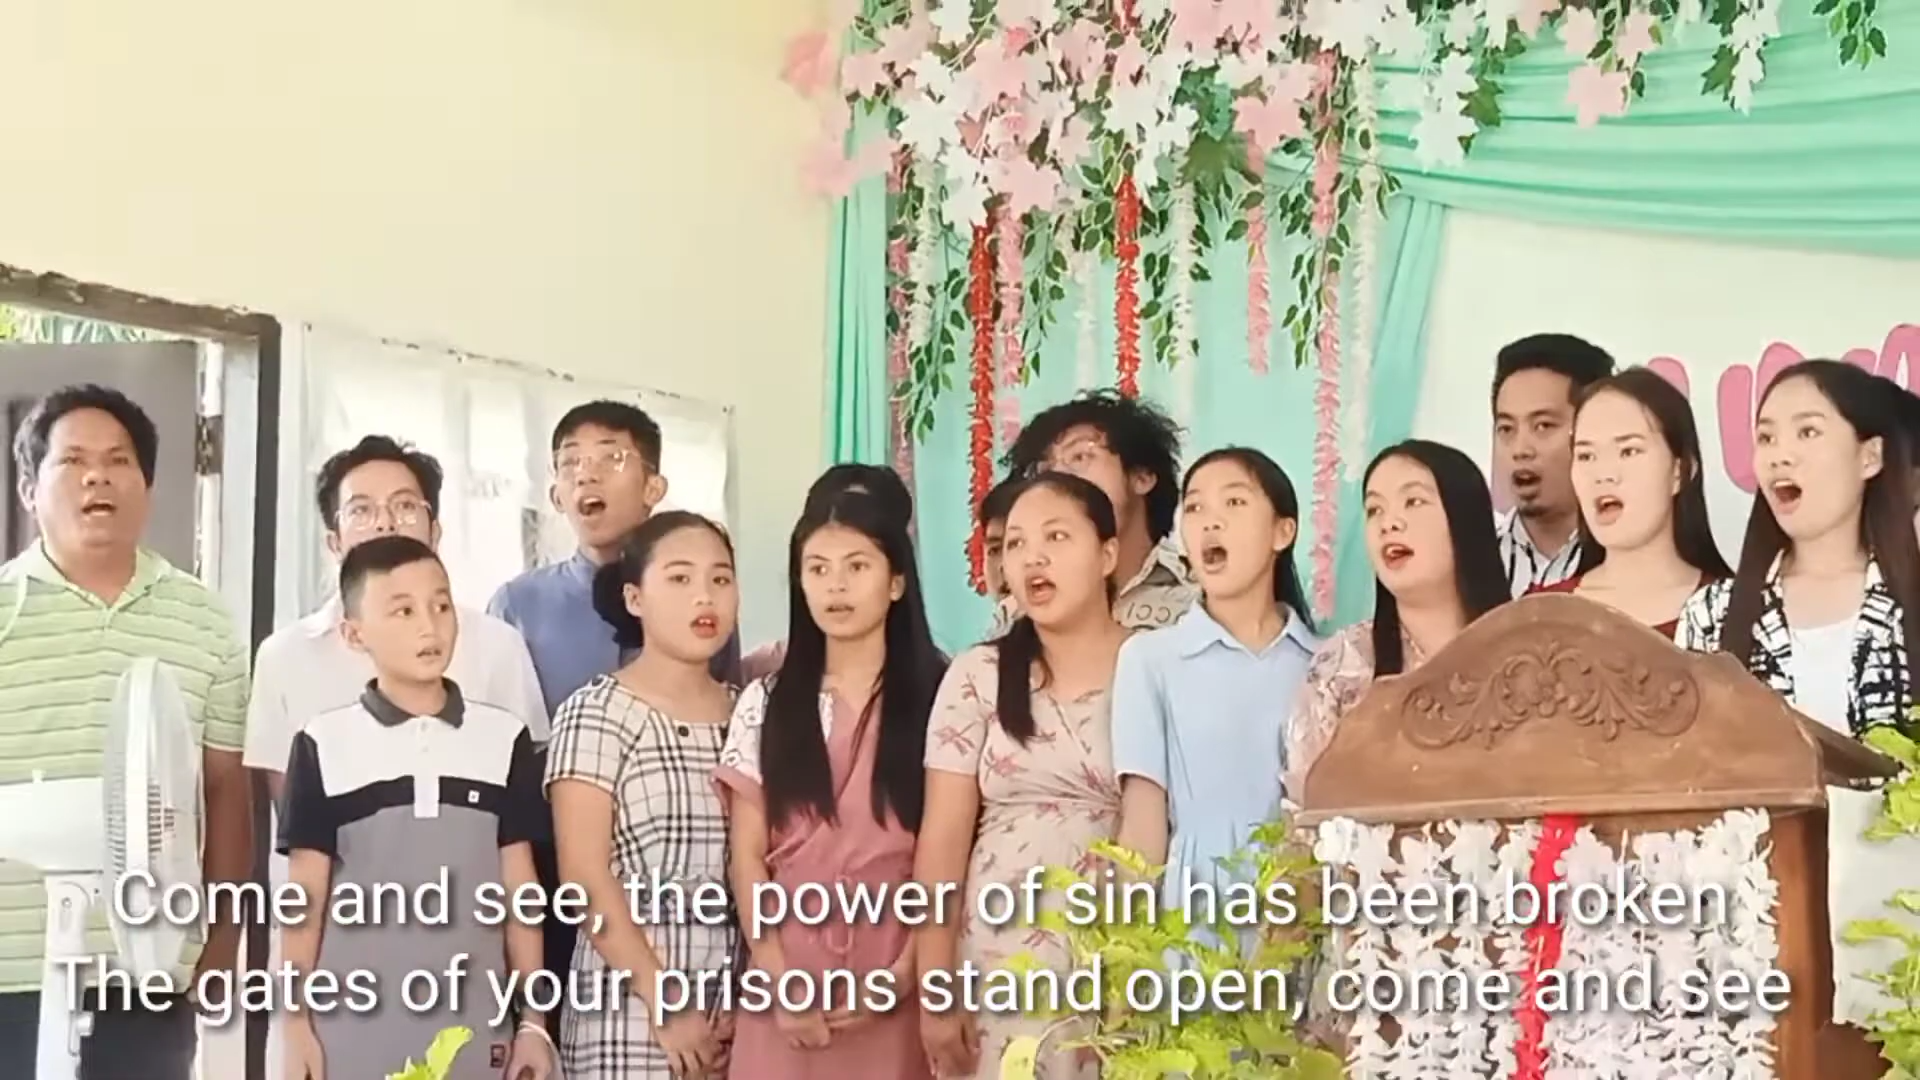 Come and see, the power of sin has been broken
The gates of your prisons stand open, come and see